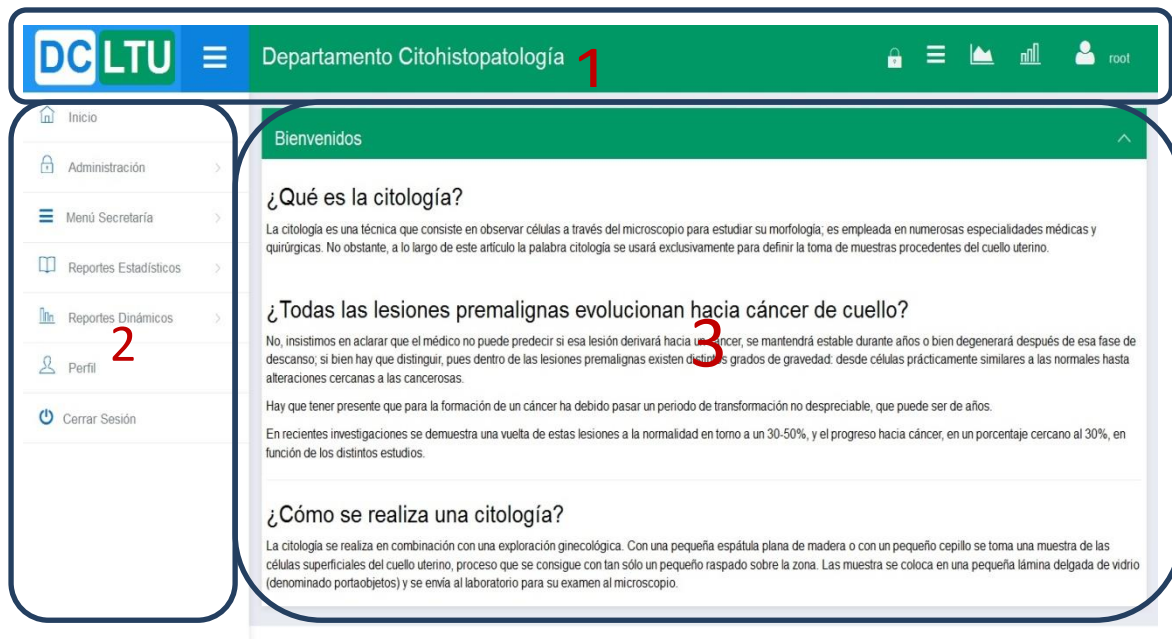 DC LTU Departamento Citohistopatología 1 root
Inicio
Administración
Menú Secretaría
Reportes Estadísticos
Reportes Dinámicos
2
Perfil
Cerrar Sesión
Bienvenidos
¿Qué es la citología?
La citología es una técnica que consiste en observar células a través del microscopio para estudiar su morfología; es empleada en numerosas especialidades médicas y
quirúrgicas. No obstante, a lo largo de este artículo la palabra citología se usará exclusivamente para definir la toma de muestras procedentes del cuello uterino.
¿Todas las lesiones premalignas evolucionan hacia cáncer de cuello?
3
No, insistimos en aclarar que el médico no puede predecir si esa lesión derivará hacia un cáncer, se mantendrá estable durante años o bien degenerará después de esa fase de
descanso; si bien hay que distinguir, pues dentro de las lesiones premalignas existen distintos grados de gravedad: desde células prácticamente similares a las normales hasta
alteraciones cercanas a las cancerosas.
Hay que tener presente que para la formación de un cáncer ha debido pasar un periodo de transformación no despreciable, que puede ser de años.
En recientes investigaciones se demuestra una vuelta de estas lesiones a la normalidad en torno a un 30-50%, y el progreso hacia cáncer, en un porcentaje cercano al 30%, en
función de los distintos estudios.
¿Cómo se realiza una citología?
La citología se realiza en combinación con una exploración ginecológica. Con una pequeña espátula plana de madera o con un pequeño cepillo se toma una muestra de las
células superficiales del cuello uterino, proceso que se consigue con tan sólo un pequeño raspado sobre la zona. Las muestra se coloca en una pequeña lámina delgada de vidrio
(denominado portaobjetos) y se envía al laboratorio para su examen al microscopio.